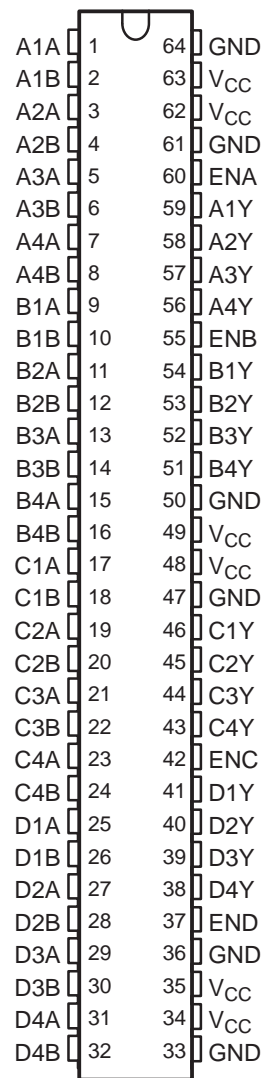 A1A 1 64 GND
A1B 2 63 VCC
A2A 3 62 VCC
A2B 4 61 GND
A3A 5 60 ENA
A3B 6 59 A1Y
A4A 7 58 A2Y
A4B 8 57 A3Y
B1A 9 56 A4Y
B1B 10 55 ENB
B2A 11 54 B1Y
B2B 12 53 B2Y
B3A 13 52 B3Y
B3B 14 51 B4Y
B4A 15 50 GND
B4B 16 49 VCC
C1A 17 48 VCC
C1B 18 47 GND
C2A 19 46 C1Y
C2B 20 45 C2Y
C3A 21 44 C3Y
C3B 22 43 C4Y
C4A 23 42 ENC
C4B 24 41 D1Y
D1A 25 40 D2Y
D1B 26 39 D3Y
D2A 27 38 D4Y
D2B 28 37 END
D3A 29 36 GND
D3B 30 35 VCC
D4A 31 34 VCC
D4B 32 33 GND